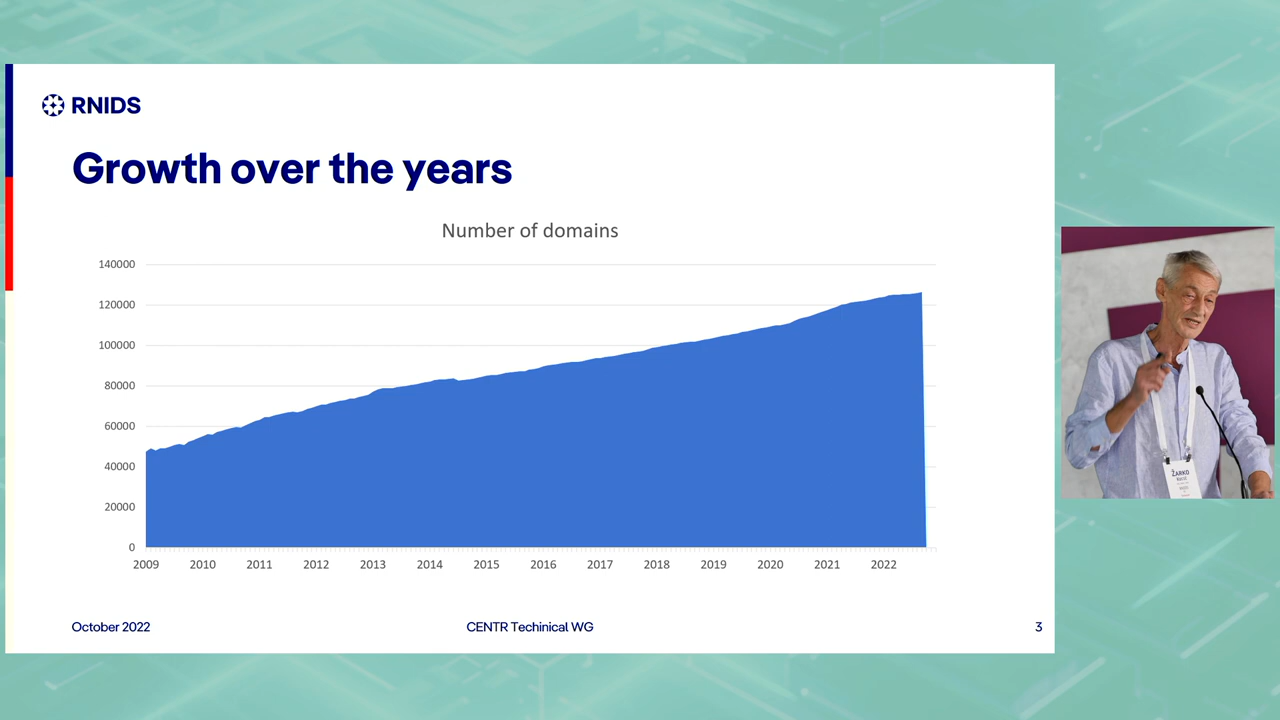 RNIDS
Growth over the years
Number of domains
140000
120000
100000
80000
60000
40000
20000
0
2009 2010 2011 2012 2013 2014 2015 2016 2017 2018 2019 2020 2021 2022
October 2022 CENTR Techinical WG 3
ŽARKO